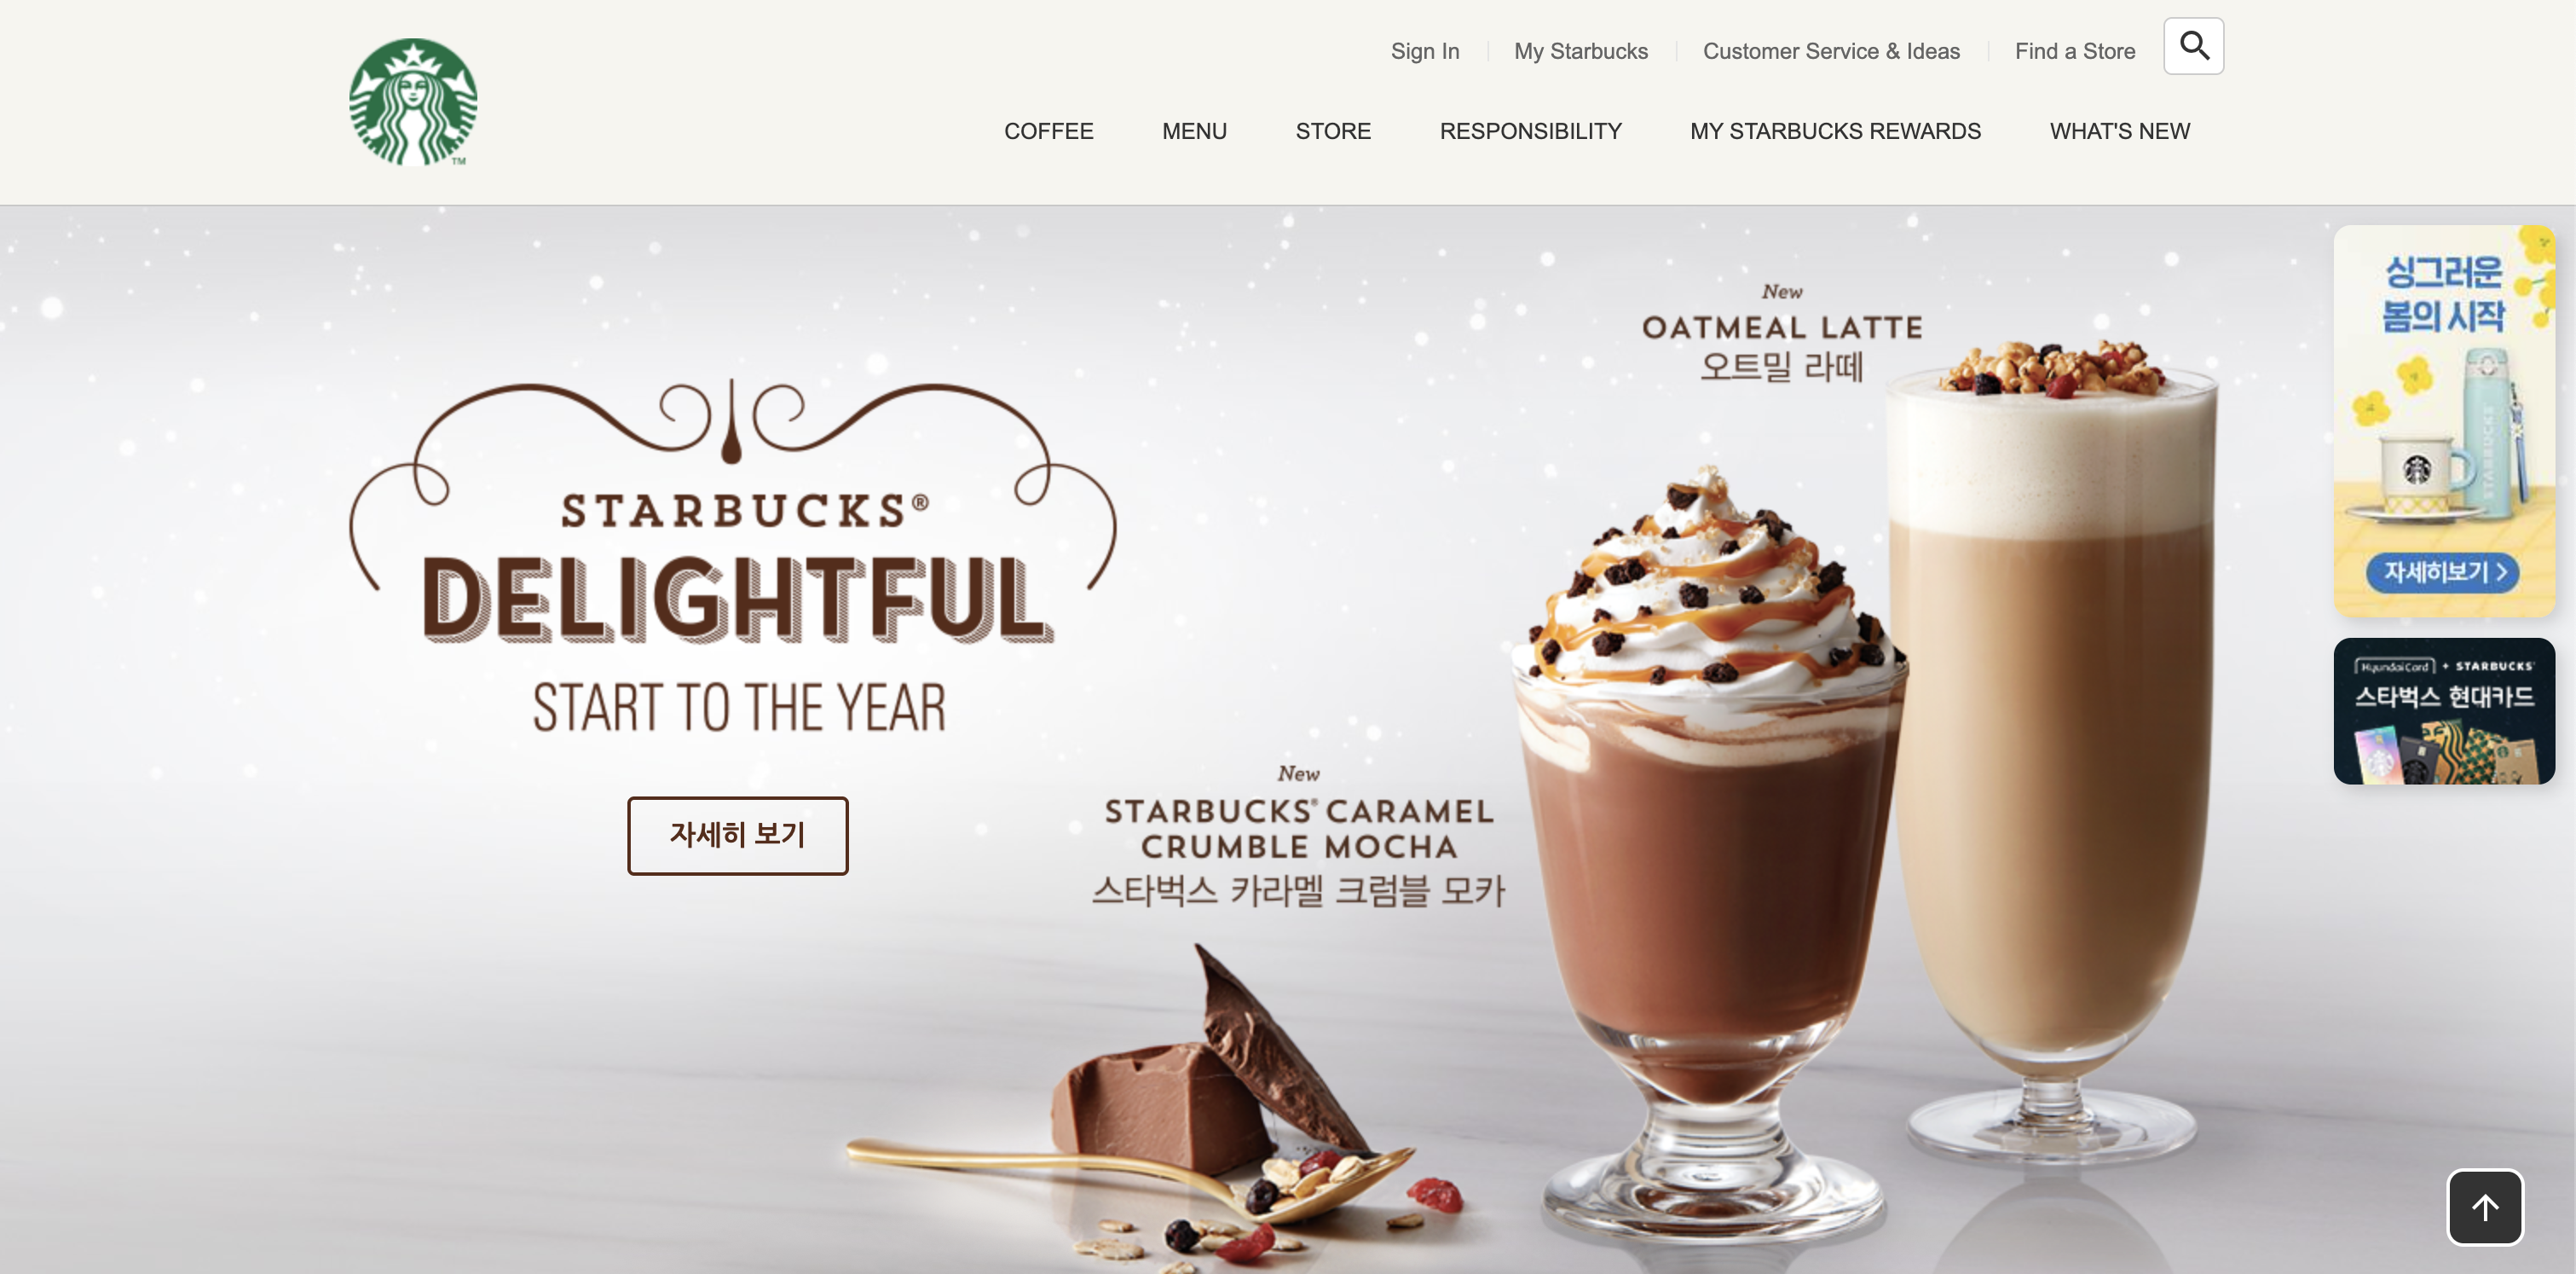 Sign In
My Starbucks
Customer Service & Ideas
Find a Store
TM
COFFEE
MENU
STORE
RESPONSIBILITY
MY STARBUCKS REWARDS
WHAT'S NEW
STARBUCKS®
DELIGHTFUL
START TO THE YEAR
자세히 보기
New
OATMEAL LATTE
오트밀 라떼
New
STARBUCKS® CARAMEL
CRUMBLE MOCHA
스타벅스 카라멜 크럼블 모카
싱그러운
봄의 시작
STARBUCKS
자세히보기 >
HyundaiCard + STARBUCKS®
스타벅스 현대카드